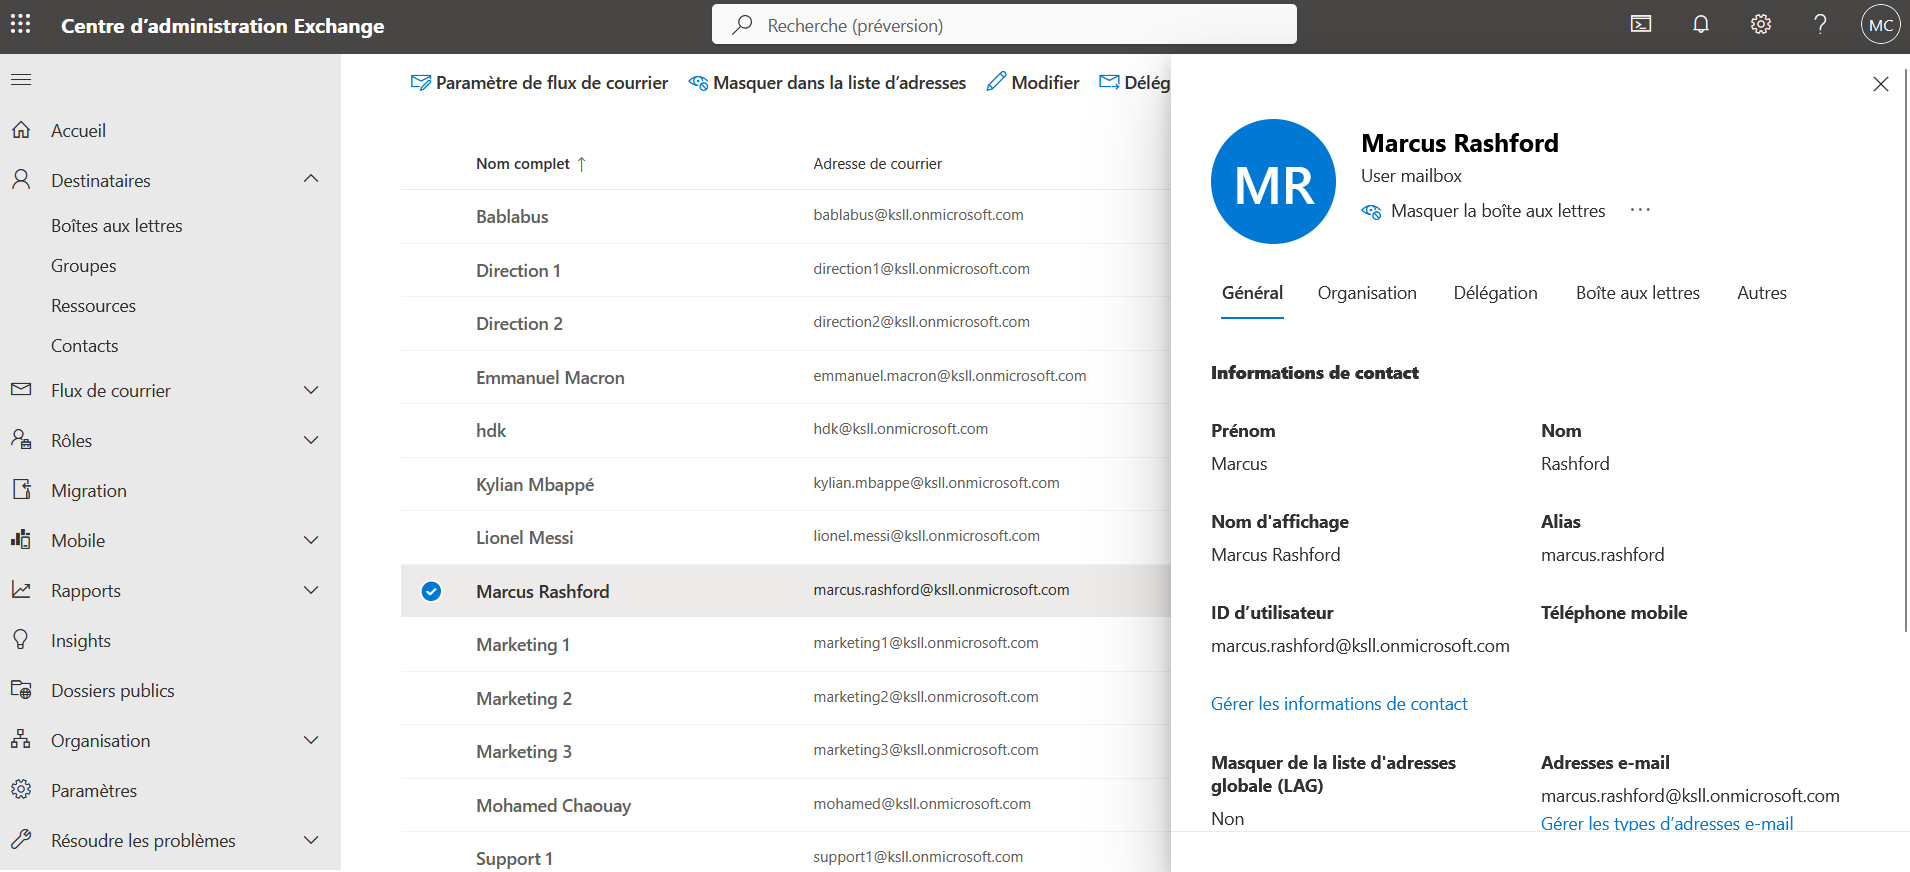 Centre d’administration Exchange
Recherche (préversion)
MC
Accueil
Destinataires
Boîtes aux lettres
Groupes
Ressources
Contacts
Flux de courrier
Rôles
Migration
Mobile
Rapports
Insights
Dossiers publics
Organisation
Paramètres
Résoudre les problèmes
Paramètre de flux de courrier Masquer dans la liste d’adresses Modifier Délég
Nom complet ↑ Adresse de courrier
Bablabus bablabus@ksll.onmicrosoft.com
Direction 1 direction1@ksll.onmicrosoft.com
Direction 2 direction2@ksll.onmicrosoft.com
Emmanuel Macron emmanuel.macron@ksll.onmicrosoft.com
hdk hdk@ksll.onmicrosoft.com
Kylian Mbappé kylian.mbappe@ksll.onmicrosoft.com
Lionel Messi lionel.messi@ksll.onmicrosoft.com
Marcus Rashford marcus.rashford@ksll.onmicrosoft.com
Marketing 1 marketing1@ksll.onmicrosoft.com
Marketing 2 marketing2@ksll.onmicrosoft.com
Marketing 3 marketing3@ksll.onmicrosoft.com
Mohamed Chaouay mohamed@ksll.onmicrosoft.com
Support 1 support1@ksll.onmicrosoft.com
MR
Marcus Rashford
User mailbox
Masquer la boîte aux lettres ···
Général Organisation Délégation Boîte aux lettres Autres
Informations de contact
Prénom Nom
Marcus Rashford
Nom d'affichage Alias
Marcus Rashford marcus.rashford
ID d’utilisateur Téléphone mobile
marcus.rashford@ksll.onmicrosoft.com
Gérer les informations de contact
Masquer de la liste d'adresses
globale (LAG)
Non
Adresses e-mail
marcus.rashford@ksll.onmicrosoft.com
Gérer les types d’adresses e-mail